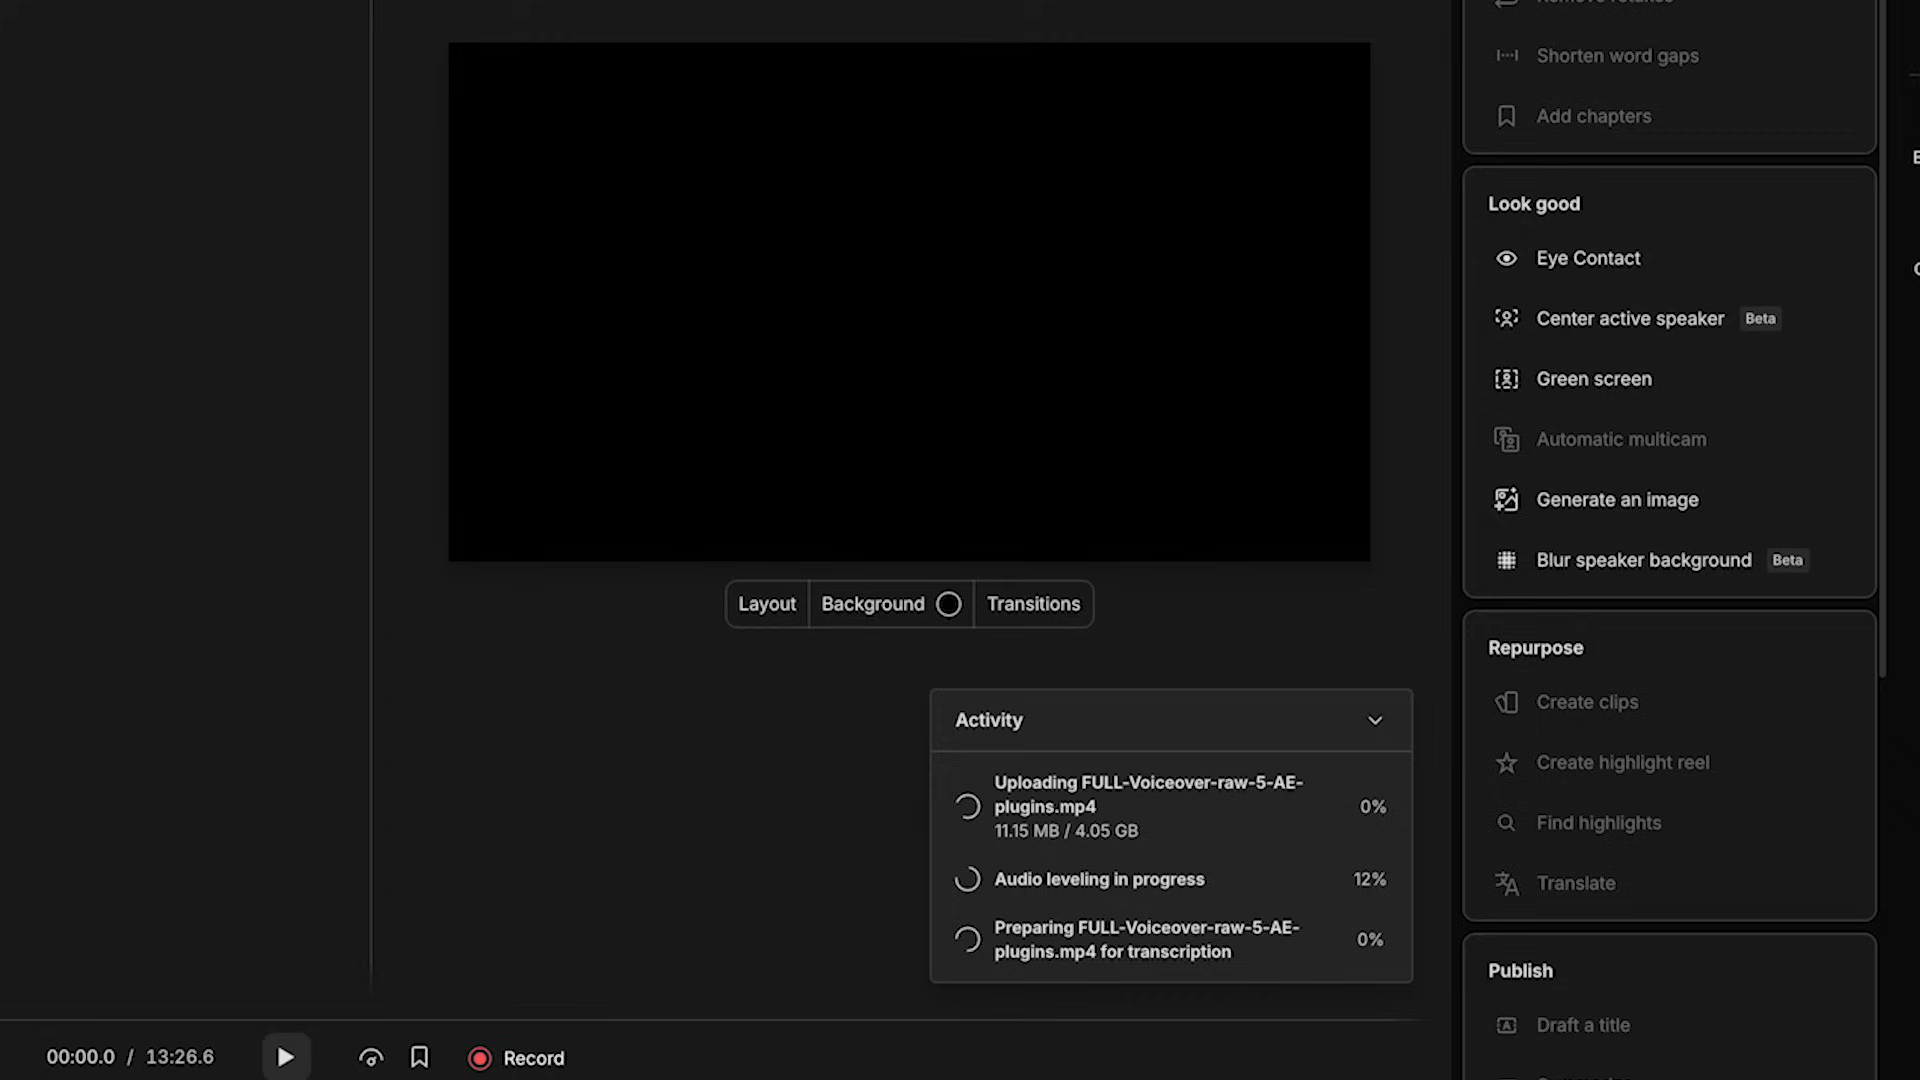 Remove retakes
Shorten word gaps
Add chapters
Look good
Eye Contact
Center active speaker Beta
Green screen
Automatic multicam
Generate an image
Blur speaker background Beta
Layout Background Transitions
Repurpose
Create clips
Create highlight reel
Find highlights
Translate
Activity
Uploading FULL-Voiceover-raw-5-AE-
plugins.mp4
0%
11.15 MB / 4.05 GB
Audio leveling in progress 12%
Preparing FULL-Voiceover-raw-5-AE-
plugins.mp4 for transcription
0%
Publish
Draft a title
00:00.0 / 13:26.6
Record